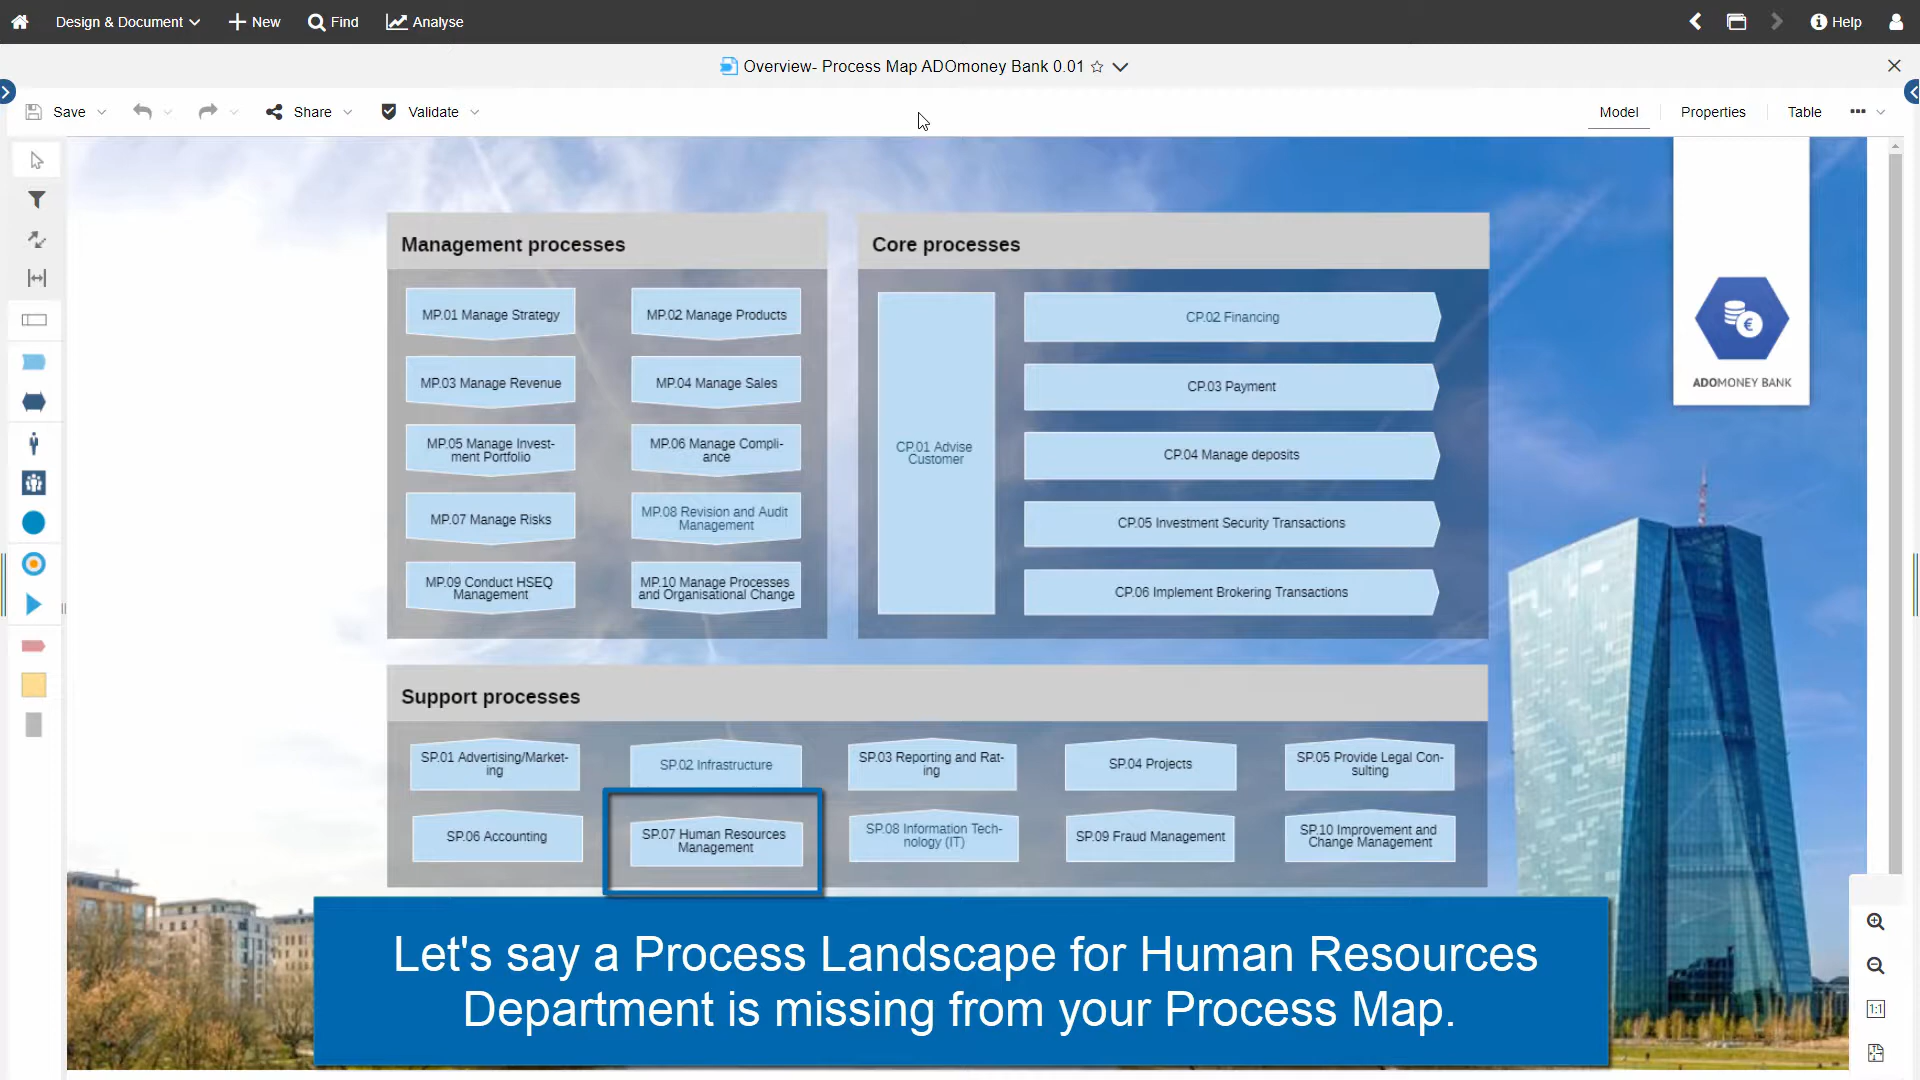 Design & Document
New
Find
Analyse
Help
Overview- Process Map ADOmoney Bank 0.01
Save
Share
Validate
Model
Properties
Table
Management processes
MP.01 Manage Strategy
MP.02 Manage Products
MP.03 Manage Revenue
MP.04 Manage Sales
MP.05 Manage Invest-
ment Portfolio
MP.06 Manage Compli-
ance
MP.07 Manage Risks
MP.08 Revision and Audit
Management
MP.09 Conduct HSEQ
Management
MP.10 Manage Processes
and Organisational Change
Core processes
CP.01 Advise
Customer
CP.02 Financing
CP.03 Payment
CP.04 Manage deposits
CP.05 Investment Security Transactions
CP.06 Implement Brokering Transactions
ADOMONEY BANK
Support processes
SP.01 Advertising/Market-
ing
SP.02 Infrastructure
SP.03 Reporting and Rat-
ing
SP.04 Projects
SP.05 Provide Legal Con-
sulting
SP.06 Accounting
SP.07 Human Resources
Management
SP.08 Information Tech-
nology (IT)
SP.09 Fraud Management
SP.10 Improvement and
Change Management
Let's say a Process Landscape for Human Resources
Department is missing from your Process Map.
1:1